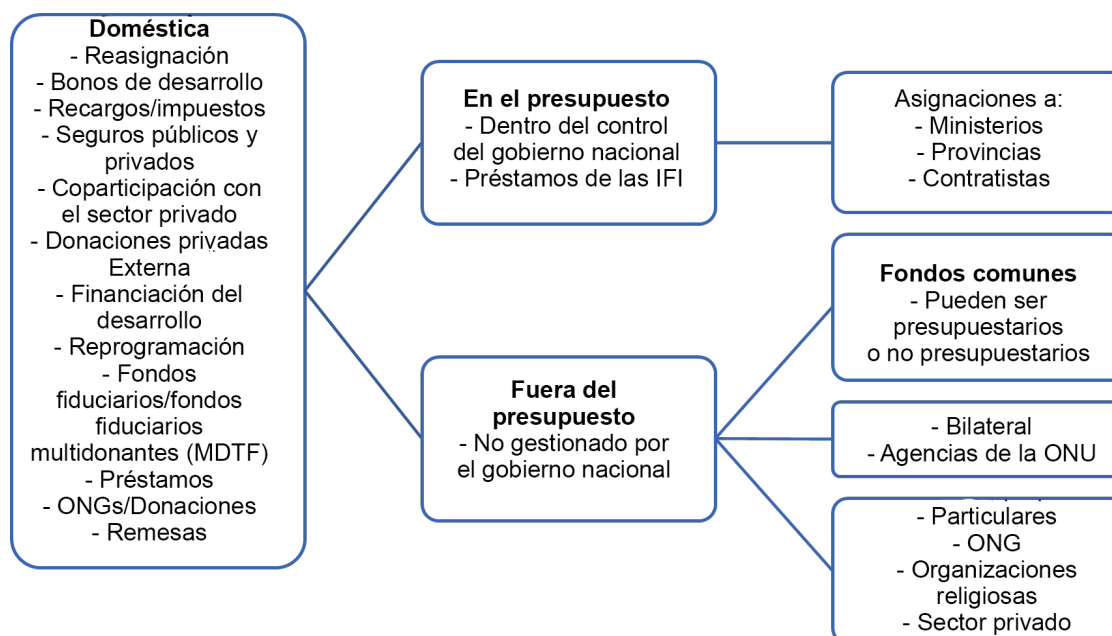 Doméstica
- Reasignación
- Bonos de desarrollo
- Recargos/impuestos
- Seguros públicos y
privados
- Coparticipación con
el sector privado
- Donaciones privadas
Externa
- Financiación del
desarrollo
- Reprogramación
- Fondos
fiduciarios/fondos
fiduciarios
multidonantes (MDTF)
- Préstamos
- ONGs/Donaciones
- Remesas
En el presupuesto
- Dentro del control
del gobierno nacional
- Préstamos de las IFI
Fuera del
presupuesto
- No gestionado por
el gobierno nacional
Asignaciones a:
- Ministerios
- Provincias
- Contratistas
Fondos comunes
- Pueden ser
presupuestarios
o no presupuestarios
- Bilateral
- Agencias de la ONU
- Particulares
- ONG
- Organizaciones
religiosas
- Sector privado